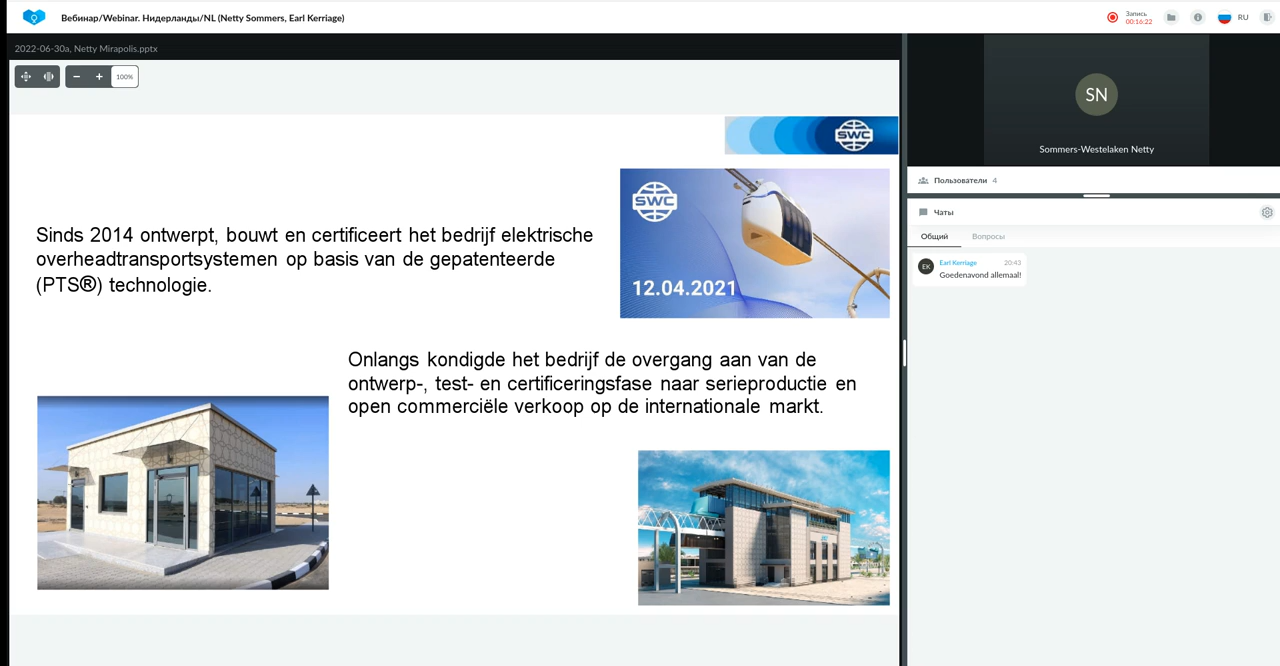 Вебинар/Webinar. Нидерланды/NL (Netty Sommers, Earl Kerriage)
Запись
00:16:22
RU
2022-06-30a, Netty Mirapolis.pptx
100%
SWC
SWC
12.04.2021
Sinds 2014 ontwerpt, bouwt en certificeert het bedrijf elektrische
overheadtransportsystemen op basis van de gepatenteerde
(PTS®) technologie.
Onlangs kondigde het bedrijf de overgang aan van de
ontwerp-, test- en certificeringsfase naar serieproductie en
open commerciële verkoop op de internationale markt.
SN
Sommers-Westelaken Netty
Пользователи 4
Чаты
Общий Вопросы
EK
Earl Kerriage 20:43
Goedenavond allemaal!